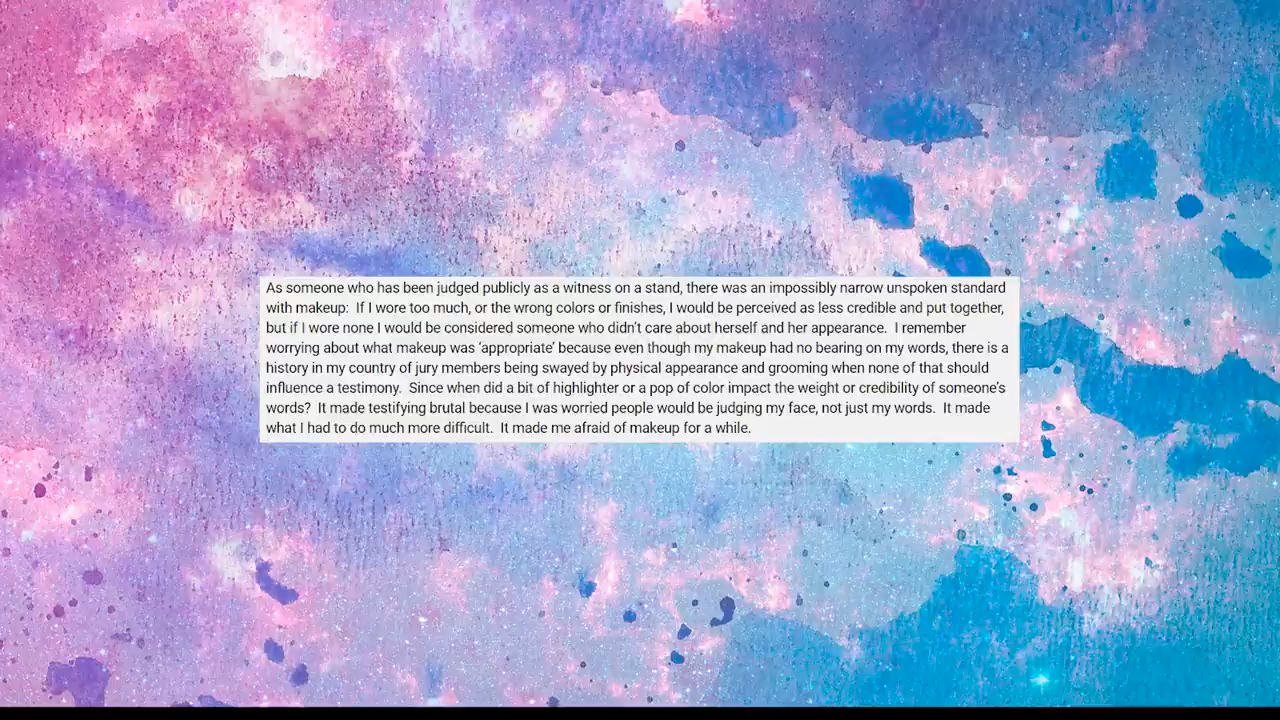 As someone who has been judged publicly as a witness on a stand, there was an impossibly narrow unspoken standard
with makeup:  If I wore too much, or the wrong colors or finishes, I would be perceived as less credible and put together,
but if I wore none I would be considered someone who didn't care about herself and her appearance.  I remember
worrying about what makeup was 'appropriate' because even though my makeup had no bearing on my words, there is a
history in my country of jury members being swayed by physical appearance and grooming when none of that should
influence a testimony.  Since when did a bit of highlighter or a pop of color impact the weight or credibility of someone's
words?  It made testifying brutal because I was worried people would be judging my face, not just my words.  It made
what I had to do much more difficult.  It made me afraid of makeup for a while.